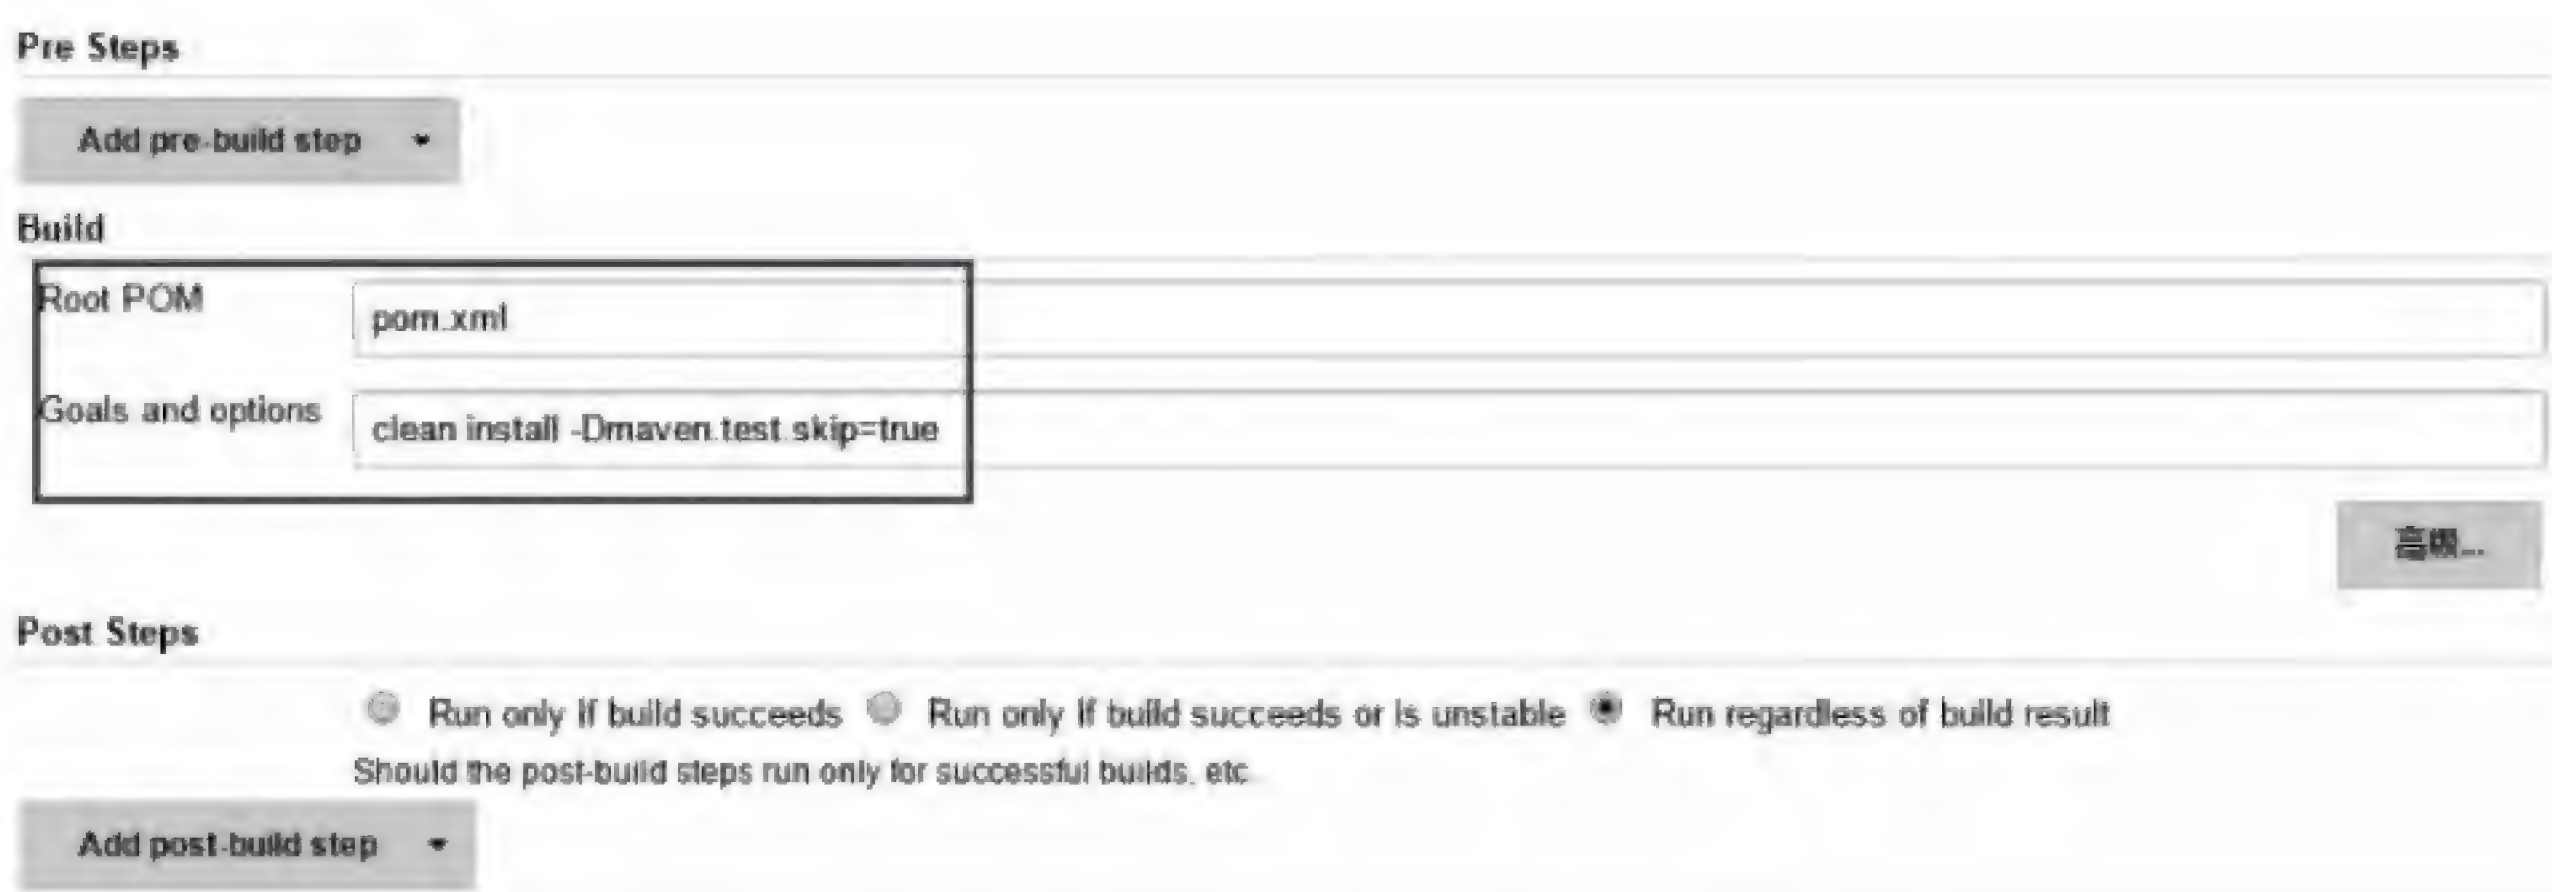 Pre Steps
Add pre-build step
Build
Root POM
pom.xml
Goals and options
clean install -Dmaven.test.skip=true
高级...
Post Steps
Run only if build succeeds Run only if build succeeds or is unstable Run regardless of build result
Should the post-build steps run only for successful builds, etc.
Add post-build step